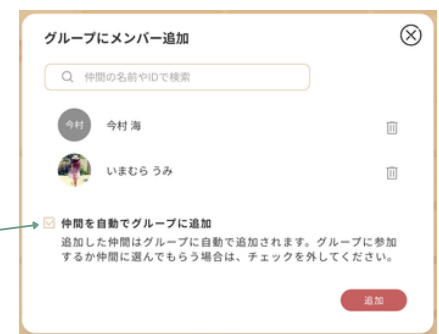 グループにメンバー追加
仲間の名前やIDで検索
今村 今村 海
いまむら うみ
仲間を自動でグループに追加
追加した仲間はグループに自動で追加されます。グループに参加
するか仲間に選んでもらう場合は、チェックを外してください。
追加